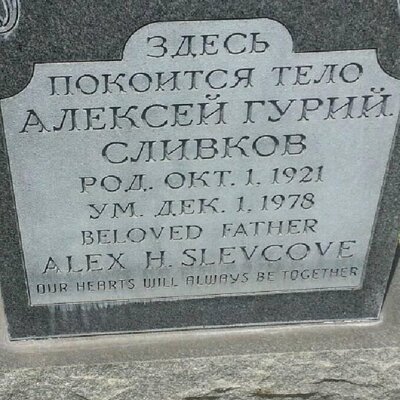 ЗДЕСЬ
ПОКОИТСЯ ТЕЛО
АЛЕКСЕЙ ГУРИЙ.
СЛИВКОВ
РОД. ОКТ. 1, 1921
УМ. ДЕК. 1, 1978
BELOVED FATHER
ALEX H. SLEVCOVE
OUR HEARTS WILL ALWAYS BE TOGETHER